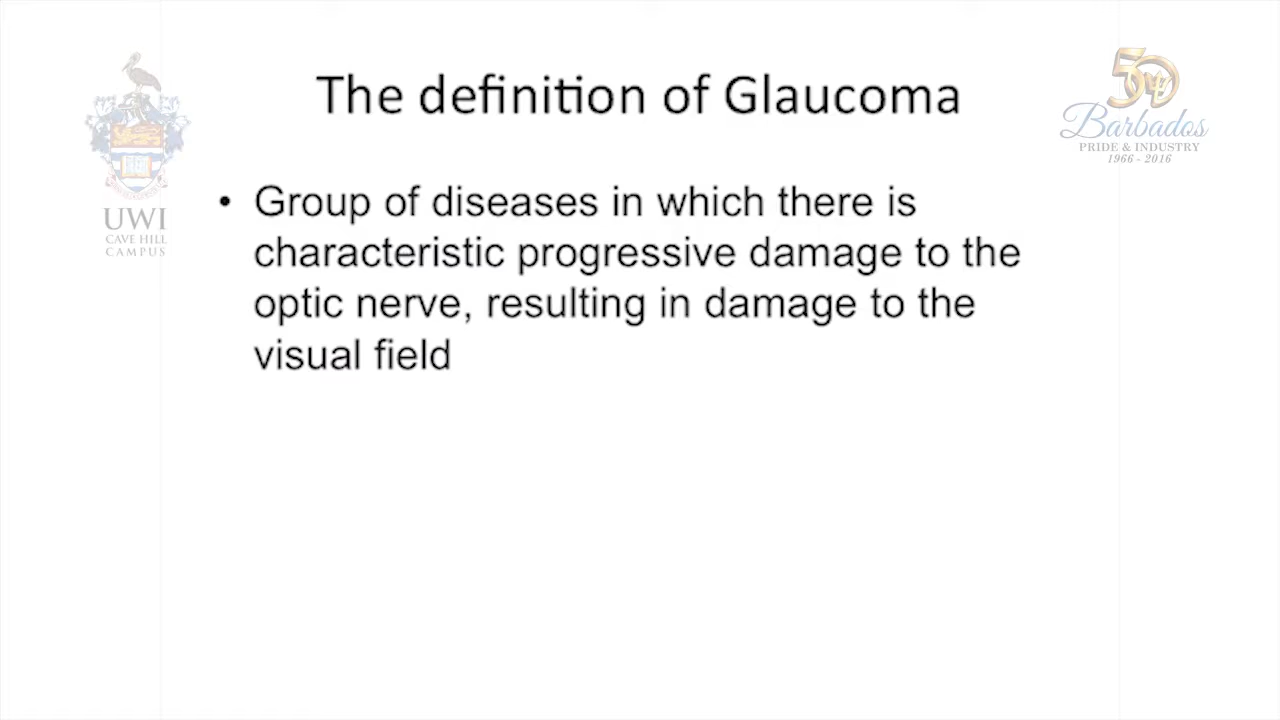 The definition of Glaucoma
• Group of diseases in which there is
characteristic progressive damage to the
optic nerve, resulting in damage to the
visual field
UWI
CAVE HILL
CAMPUS
50
Barbados
PRIDE & INDUSTRY
1966 - 2016